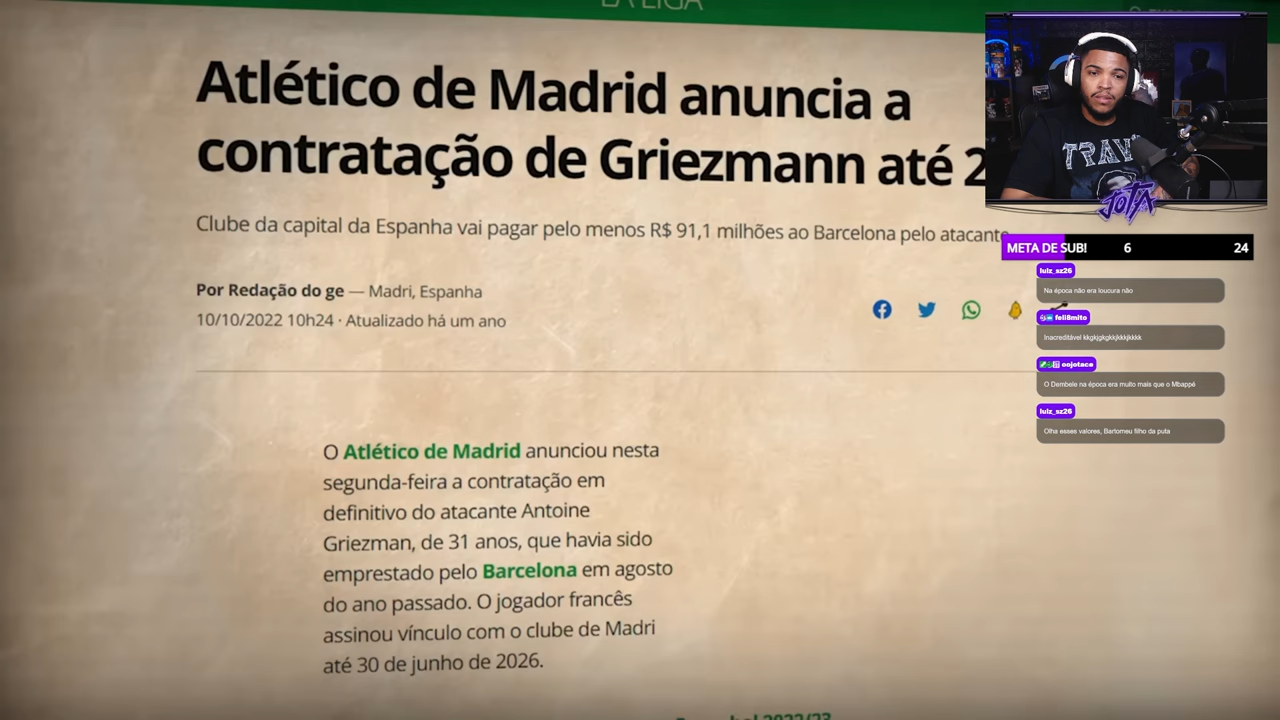 LA LIGA
Atlético de Madrid anuncia a
contratação de Griezmann até 2
Clube da capital da Espanha vai pagar pelo menos R$ 91,1 milhões ao Barcelona pelo atacante
Por Redação do ge — Madri, Espanha
10/10/2022 10h24 · Atualizado há um ano
O Atlético de Madrid anunciou nesta
segunda-feira a contratação em
definitivo do atacante Antoine
Griezman, de 31 anos, que havia sido
emprestado pelo Barcelona em agosto
do ano passado. O jogador francês
assinou vínculo com o clube de Madri
até 30 de junho de 2026.
TRAV
JOTA
META DE SUB! 6 24
luiz_sz26
Na época não era loucura não
feli8mito
Inacreditável kkgkjgkgkkjkkkjkkkk
oojotace
O Dembele na época era muito mais que o Mbappé
luiz_sz26
Olha esses valores, Bartomeu filho da puta